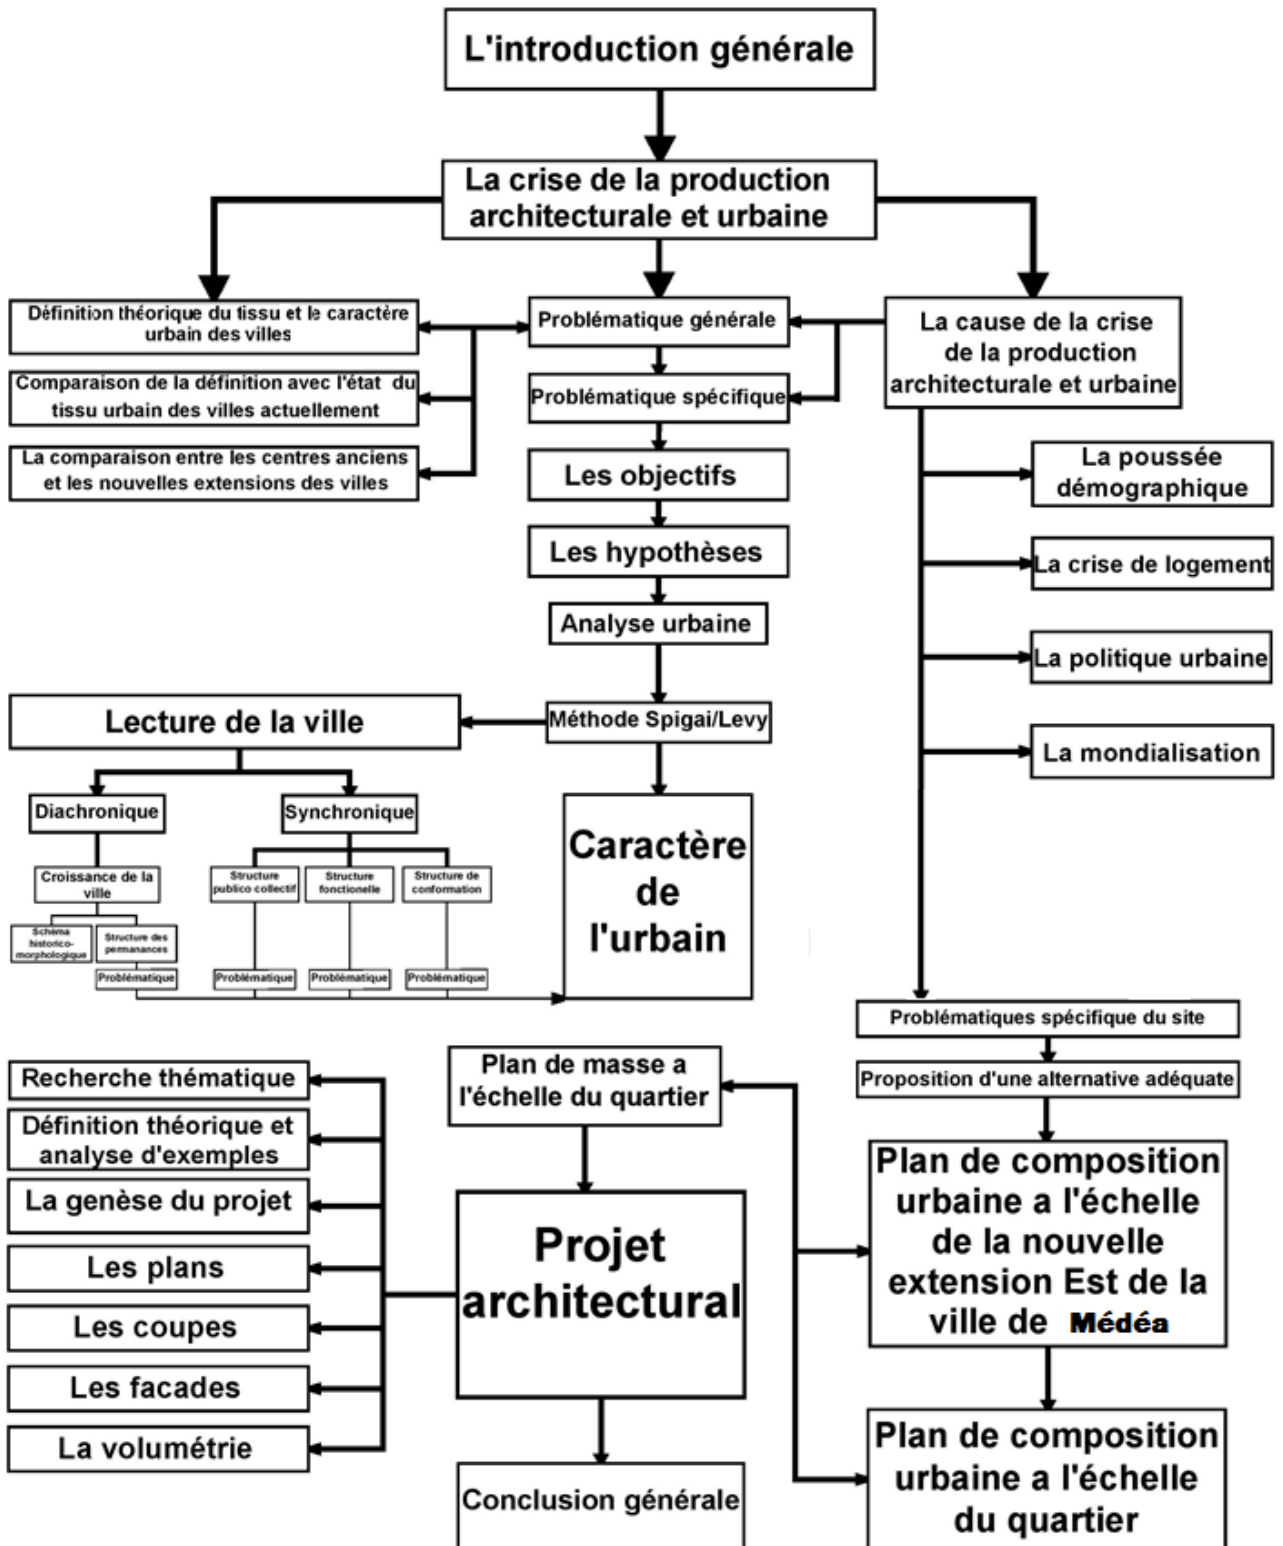 L'introduction générale
La crise de la production
architecturale et urbaine
Définition théorique du tissu et le caractère
urbain des villes
Problématique générale
La cause de la crise
de la production
architecturale et urbaine
Comparaison de la définition avec l'état du
tissu urbain des villes actuellement
Problématique spécifique
La comparaison entre les centres anciens
et les nouvelles extensions des villes
Les objectifs
La poussée
démographique
Les hypothèses
La crise de logement
Analyse urbaine
La politique urbaine
Lecture de la ville
Méthode Spigai/Levy
La mondialisation
Diachronique
Synchronique
Caractère
de
l'urbain
Croissance de la
ville
Structure
publico collectif
Structure
fonctionelle
Structure de
conformation
Schéma
historico-
morphologique
Structure des
permanances
Problématique
Problématique
Problématique
Problématique
Problématiques spécifique du site
Proposition d'une alternative adéquate
Plan de masse a
l'échelle du quartier
Recherche thématique
Définition théorique et
analyse d'exemples
La genèse du projet
Les plans
Les coupes
Les facades
La volumétrie
Projet
architectural
Plan de composition
urbaine a l'échelle
de la nouvelle
extension Est de la
ville de Médéa
Conclusion générale
Plan de composition
urbaine a l'échelle
du quartier